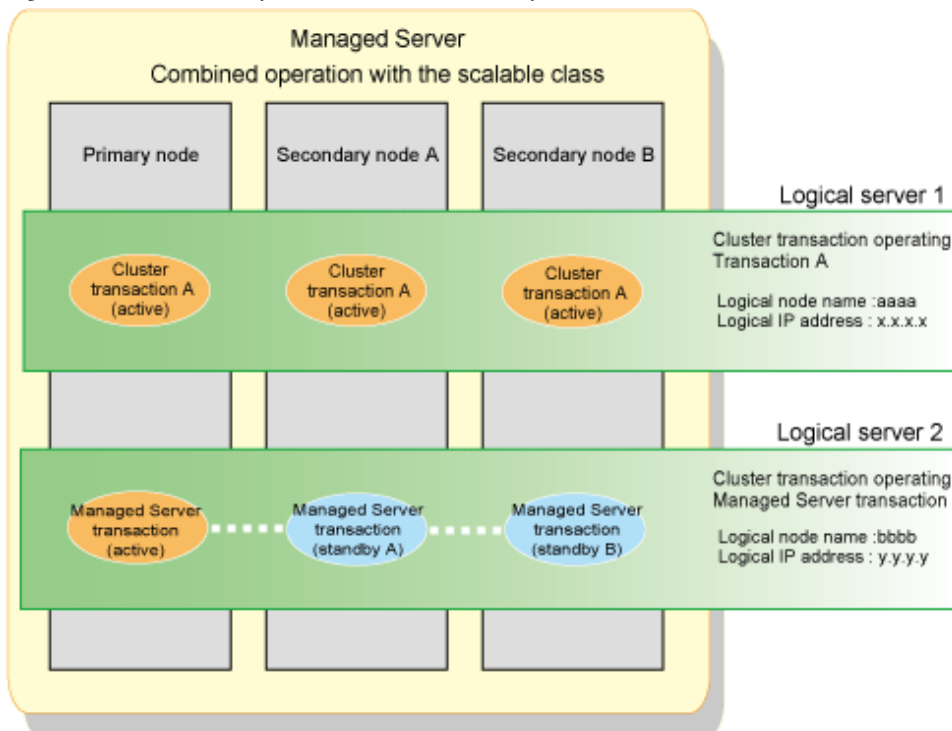 Managed Server
Combined operation with the scalable class
Primary node
Secondary node A
Secondary node B
Logical server 1
Cluster transaction operating
Transaction A
Logical node name :aaaa
Logical IP address : x.x.x.x
Cluster
transaction A
(active)
Cluster
transaction A
(active)
Cluster
transaction A
(active)
Logical server 2
Cluster transaction operating
Managed Server transaction
Logical node name :bbbb
Logical IP address : y.y.y.y
Managed Server
transaction
(active)
Managed Server
transaction
(standby A)
Managed Server
transaction
(standby B)